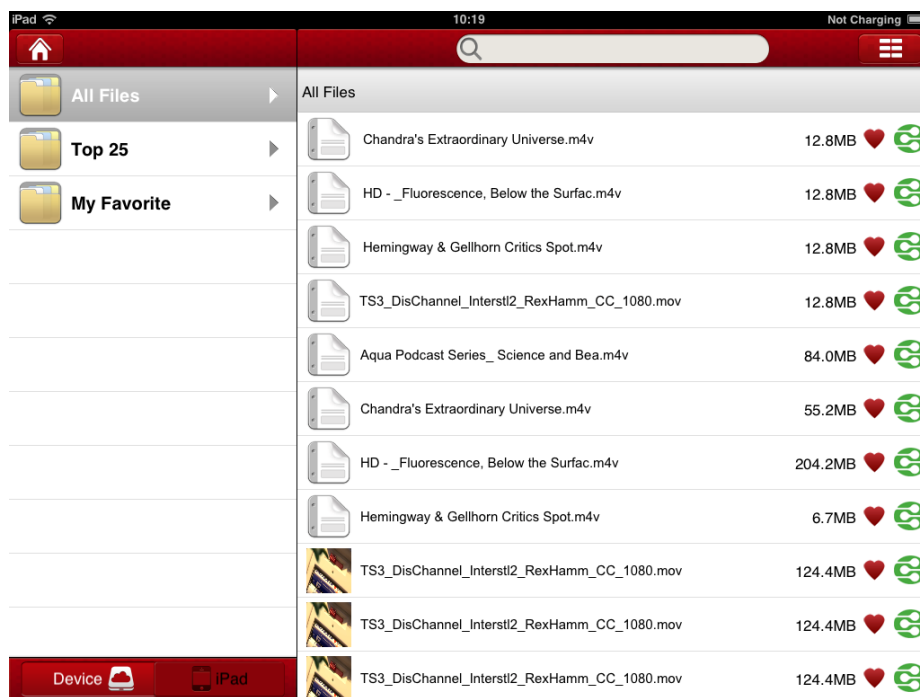 iPad 10:19 Not Charging
All Files
Top 25
My Favorite
All Files
Chandra's Extraordinary Universe.m4v 12.8MB
HD - _Fluorescence, Below the Surfac.m4v 12.8MB
Hemingway & Gellhorn Critics Spot.m4v 12.8MB
TS3_DisChannel_Interstl2_RexHamm_CC_1080.mov 12.8MB
Aqua Podcast Series_ Science and Bea.m4v 84.0MB
Chandra's Extraordinary Universe.m4v 55.2MB
HD - _Fluorescence, Below the Surfac.m4v 204.2MB
Hemingway & Gellhorn Critics Spot.m4v 6.7MB
TS3_DisChannel_Interstl2_RexHamm_CC_1080.mov 124.4MB
TS3_DisChannel_Interstl2_RexHamm_CC_1080.mov 124.4MB
TS3_DisChannel_Interstl2_RexHamm_CC_1080.mov 124.4MB
Device iPad